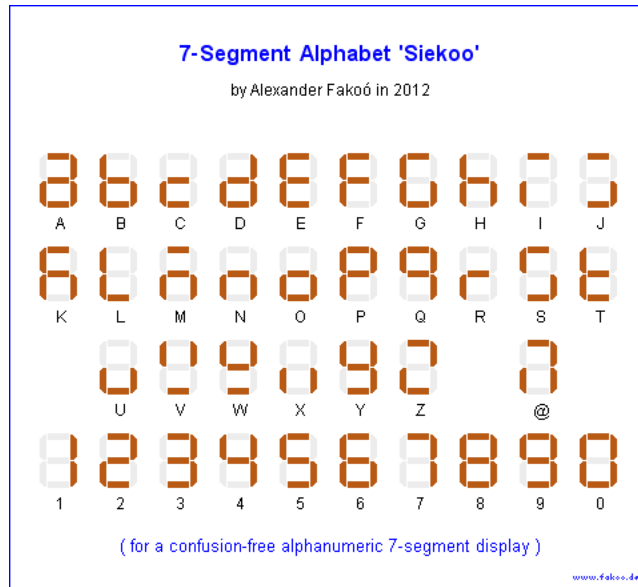 7-Segment Alphabet 'Siekoo'
by Alexander Fakoó in 2012
A B C D E F G H I J
K L M N O P Q R S T
U V W X Y Z @
1 2 3 4 5 6 7 8 9 0
( for a confusion-free alphanumeric 7-segment display )
www.fakoo.de